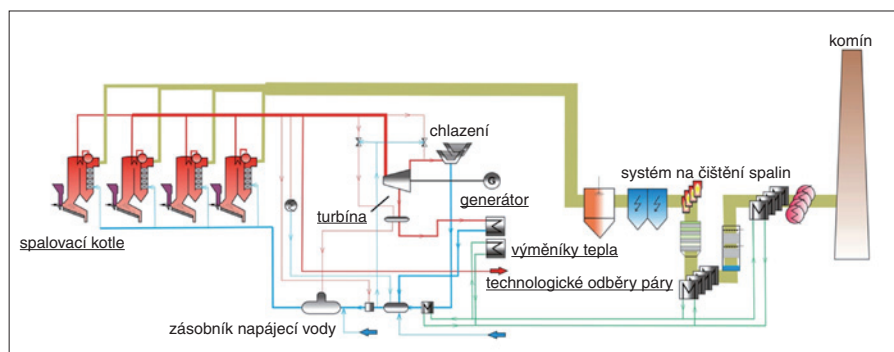 komín
chlazení
systém na čištění spalin
generátor
turbína
spalovací kotle
výměníky tepla
technologické odběry páry
zásobník napájecí vody
G